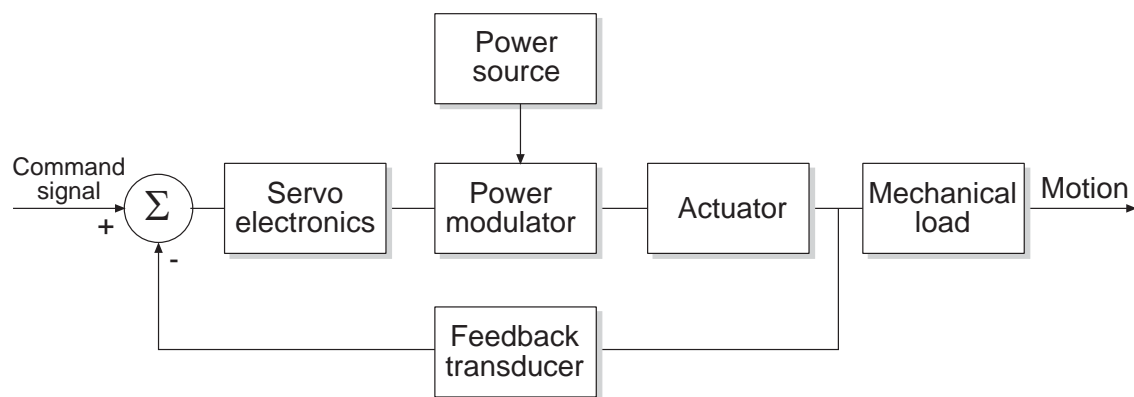 Power
source
Command
signal
+
Σ
-
Servo
electronics
Power
modulator
Actuator
Mechanical
load
Motion
Feedback
transducer